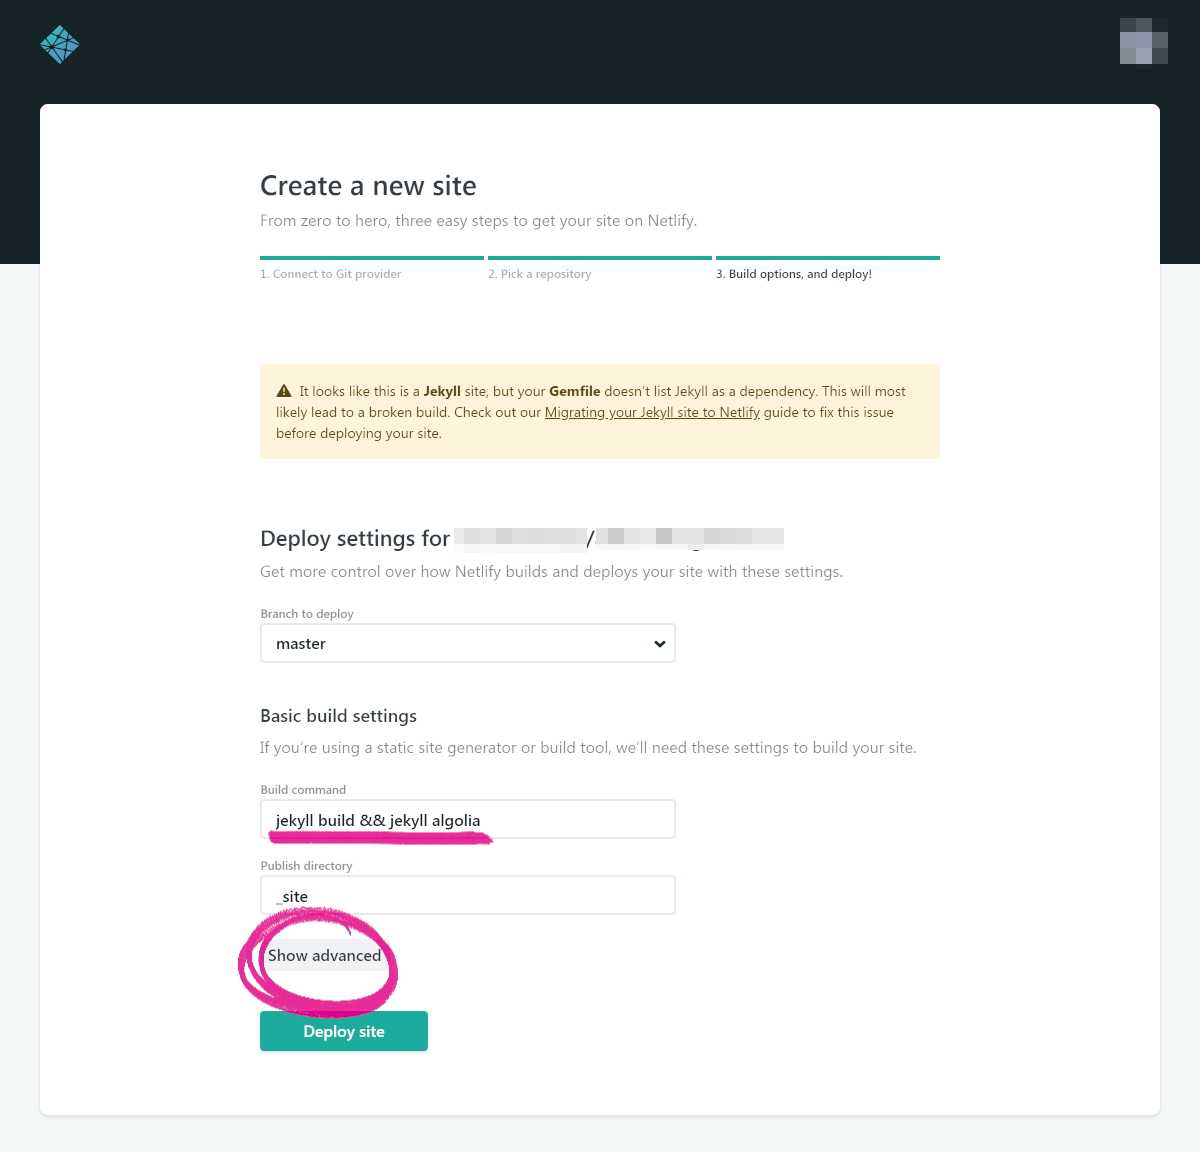 Create a new site
From zero to hero, three easy steps to get your site on Netlify.
1. Connect to Git provider
2. Pick a repository
3. Build options, and deploy!
It looks like this is a Jekyll site, but your Gemfile doesn't list Jekyll as a dependency. This will most
likely lead to a broken build. Check out our Migrating your Jekyll site to Netlify guide to fix this issue
before deploying your site.
Deploy settings for /
Get more control over how Netlify builds and deploys your site with these settings.
Branch to deploy
master
Basic build settings
If you're using a static site generator or build tool, we'll need these settings to build your site.
Build command
jekyll build && jekyll algolia
Publish directory
_site
Show advanced
Deploy site